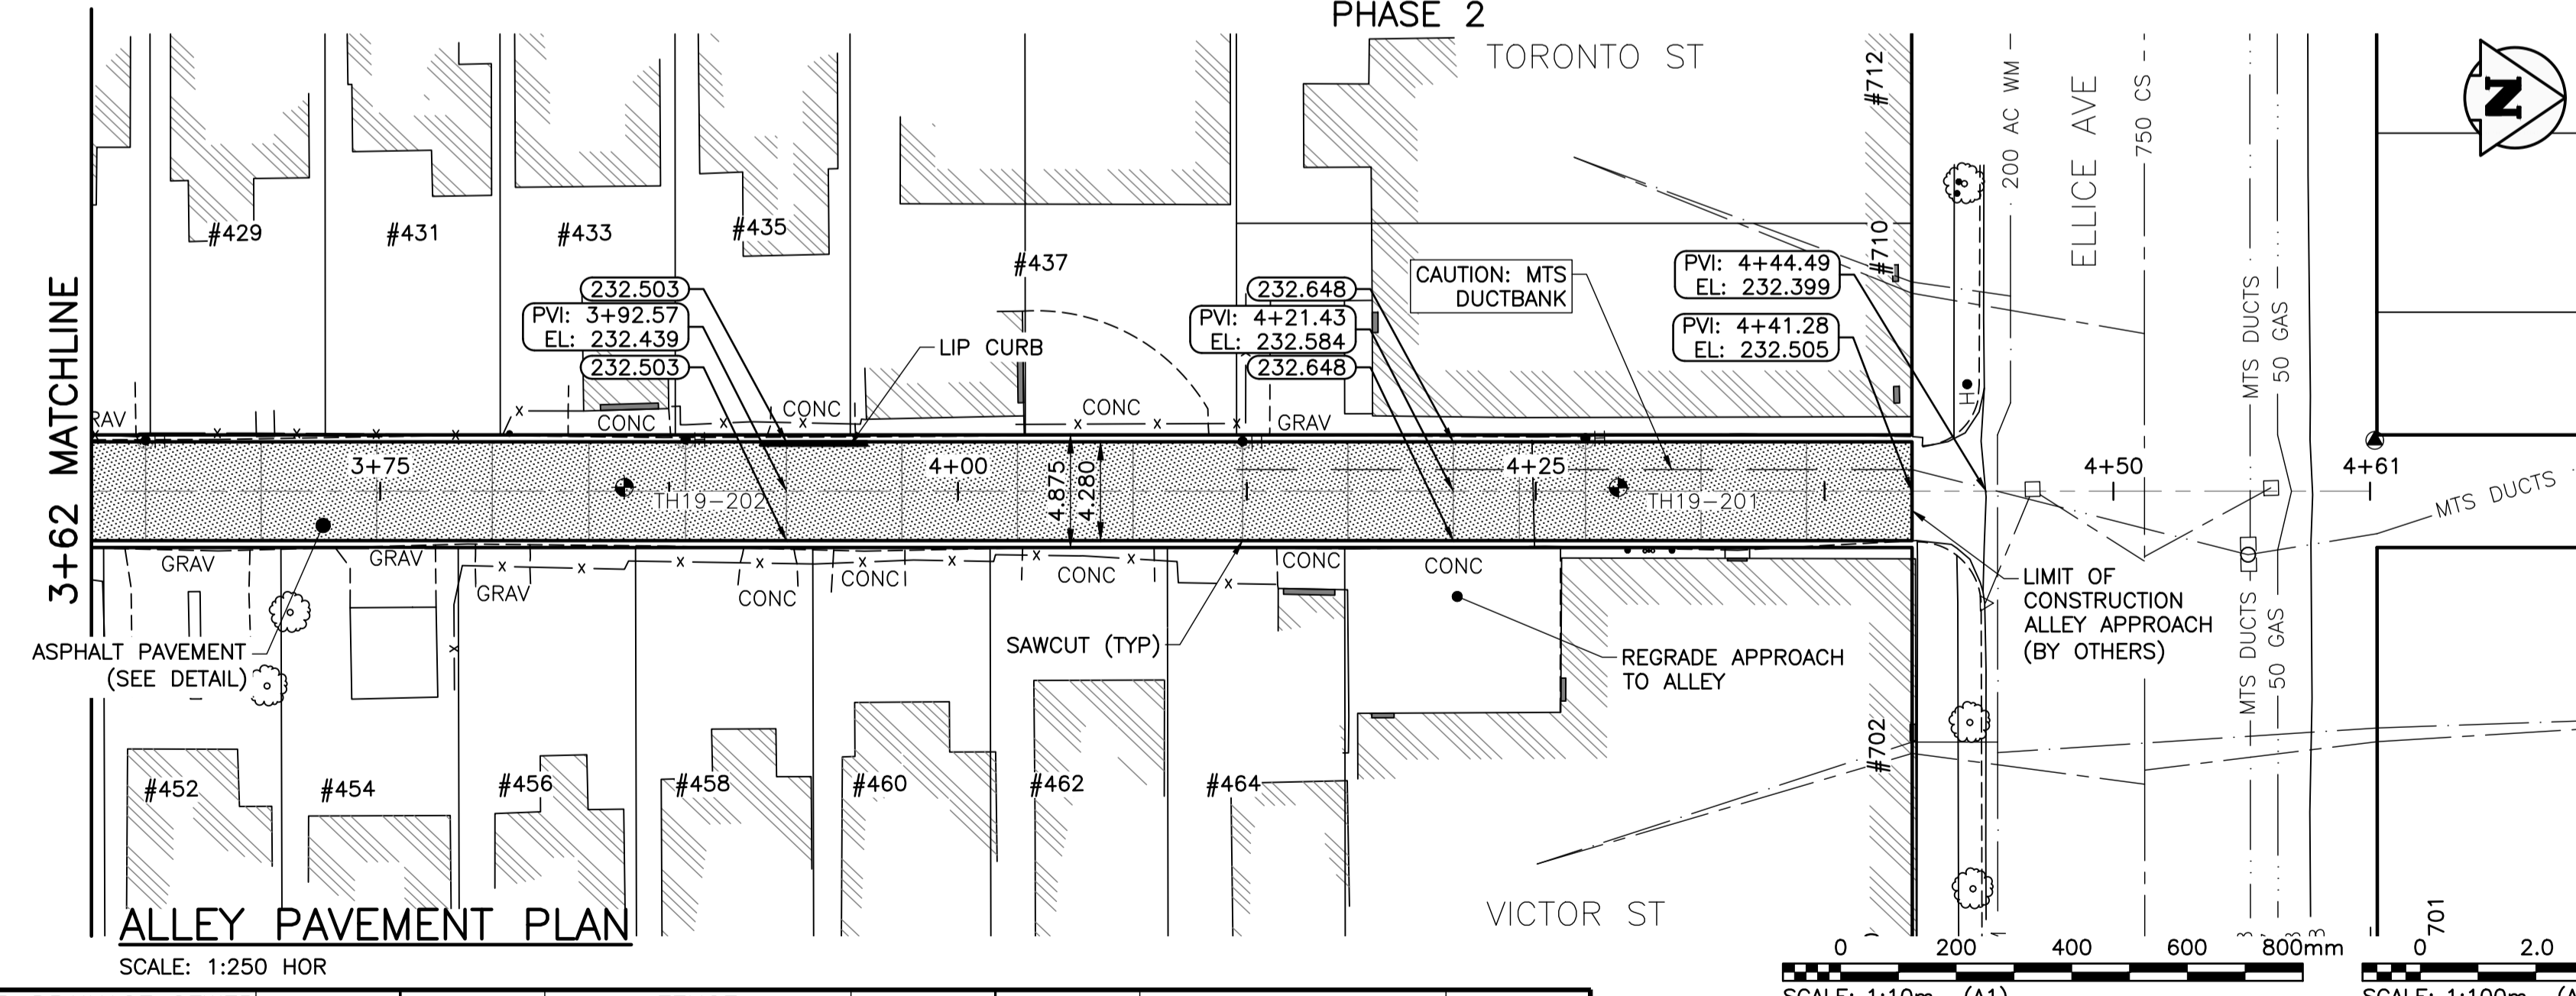 PHASE 2
TORONTO ST
#712
200 AC WM
ELLICE AVE
750 CS
N
#429
#431
#433
#435
#437
#710
3+62 MATCHLINE
232.503
PVI: 3+92.57
EL: 232.439
232.503
LIP CURB
232.648
PVI: 4+21.43
EL: 232.584
232.648
CAUTION: MTS
DUCTBANK
PVI: 4+44.49
EL: 232.399
PVI: 4+41.28
EL: 232.505
MTS DUCTS
50 GAS
CONC
CONC
CONC
GRAV
H
3+75
4+00
4.875
4.280
4+25
4+50
4+61
TH19-202
TH19-201
MTS DUCTS
GRAV
GRAV
GRAV
CONC
CONC
CONC
CONC
CONC
ASPHALT PAVEMENT
(SEE DETAIL)
SAWCUT (TYP)
REGRADE APPROACH
TO ALLEY
LIMIT OF
CONSTRUCTION
ALLEY APPROACH
(BY OTHERS)
MTS DUCTS
50 GAS
#452
#454
#456
#458
#460
#462
#464
#702
VICTOR ST
701
ALLEY PAVEMENT PLAN
SCALE: 1:250 HOR
0 200 400 600 800mm
0 2.0